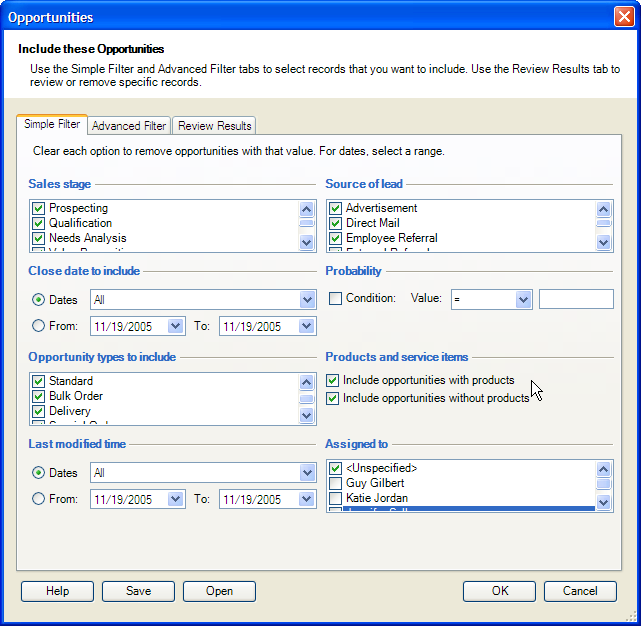 Opportunities
Include these Opportunities
Use the Simple Filter and Advanced Filter tabs to select records that you want to include. Use the Review Results tab to
review or remove specific records.
Simple Filter Advanced Filter Review Results
Clear each option to remove opportunities with that value. For dates, select a range.
Sales stage
Prospecting
Qualification
Needs Analysis
Source of lead
Advertisement
Direct Mail
Employee Referral
Close date to include
Dates All
From: 11/19/2005 To: 11/19/2005
Probability
Condition: Value: =
Opportunity types to include
Standard
Bulk Order
Delivery
Products and service items
Include opportunities with products
Include opportunities without products
Last modified time
Dates All
From: 11/19/2005 To: 11/19/2005
Assigned to
<Unspecified>
Guy Gilbert
Katie Jordan
Help Save Open OK Cancel